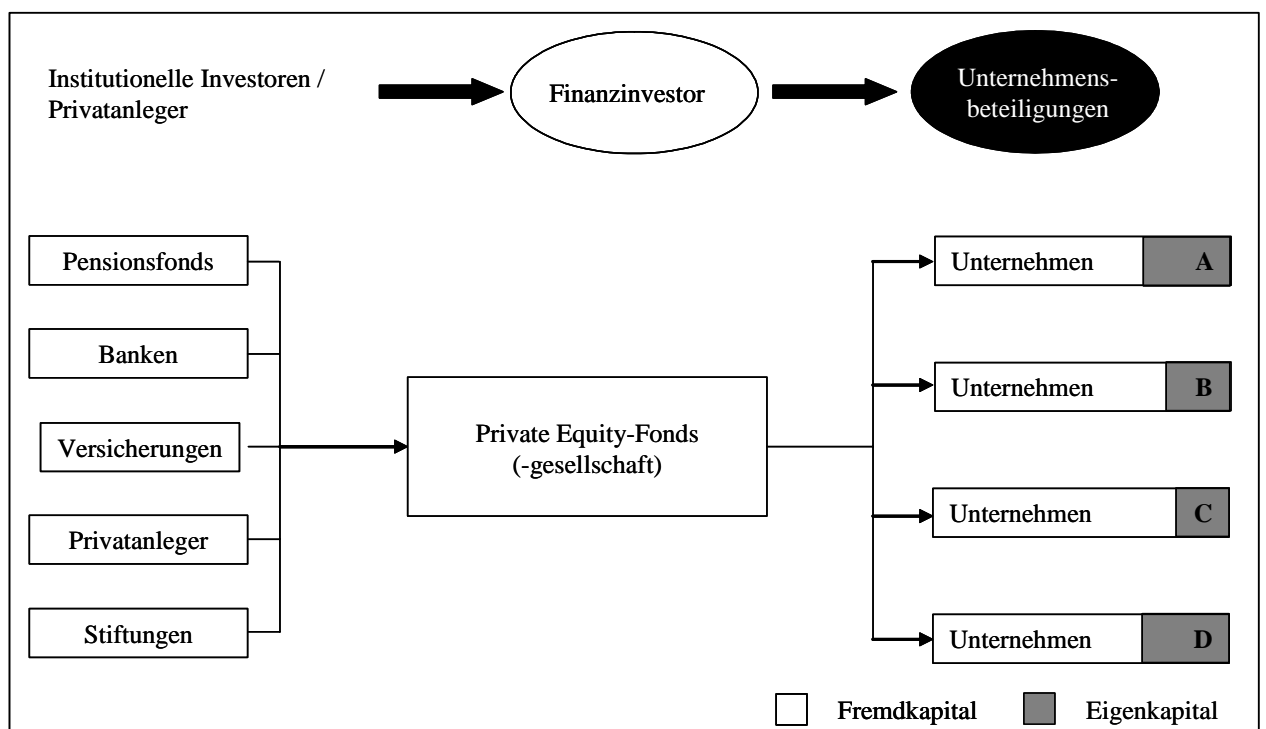 Institutionelle Investoren /
Privatanleger
Finanzinvestor
Unternehmens-
beteiligungen
Pensionsfonds
Banken
Versicherungen
Privatanleger
Stiftungen
Private Equity-Fonds
(-gesellschaft)
Unternehmen A
Unternehmen B
Unternehmen C
Unternehmen D
Fremdkapital
Eigenkapital